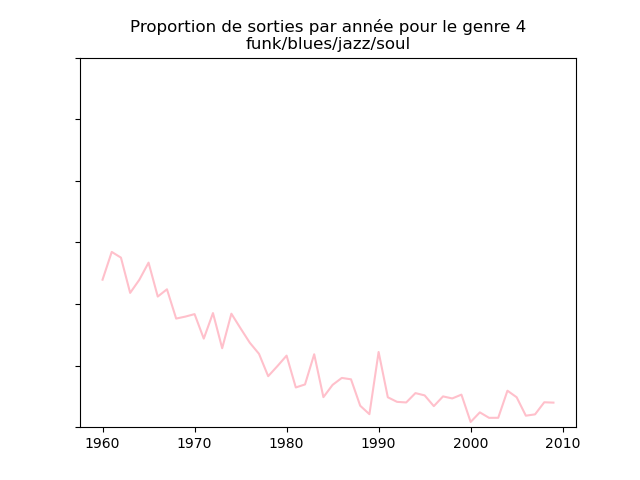 Proportion de sorties par année pour le genre 4
funk/blues/jazz/soul
1960 1970 1980 1990 2000 2010